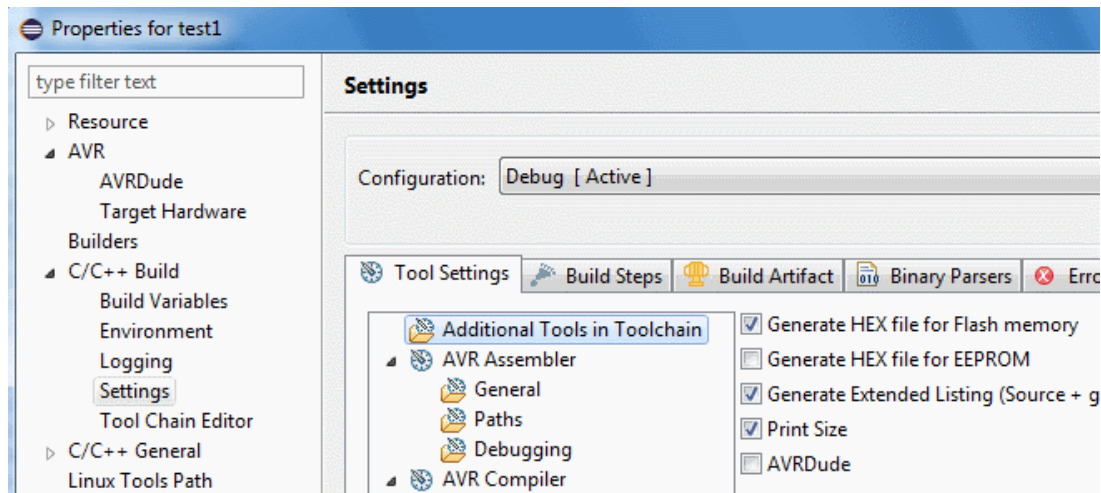 Properties for test1
type filter text
Resource
AVR
AVRDude
Target Hardware
Builders
C/C++ Build
Build Variables
Environment
Logging
Settings
Tool Chain Editor
C/C++ General
Linux Tools Path
Settings
Configuration: Debug [ Active ]
Tool Settings Build Steps Build Artifact Binary Parsers Erro
Additional Tools in Toolchain
AVR Assembler
General
Paths
Debugging
AVR Compiler
Generate HEX file for Flash memory
Generate HEX file for EEPROM
Generate Extended Listing (Source + g
Print Size
AVRDude